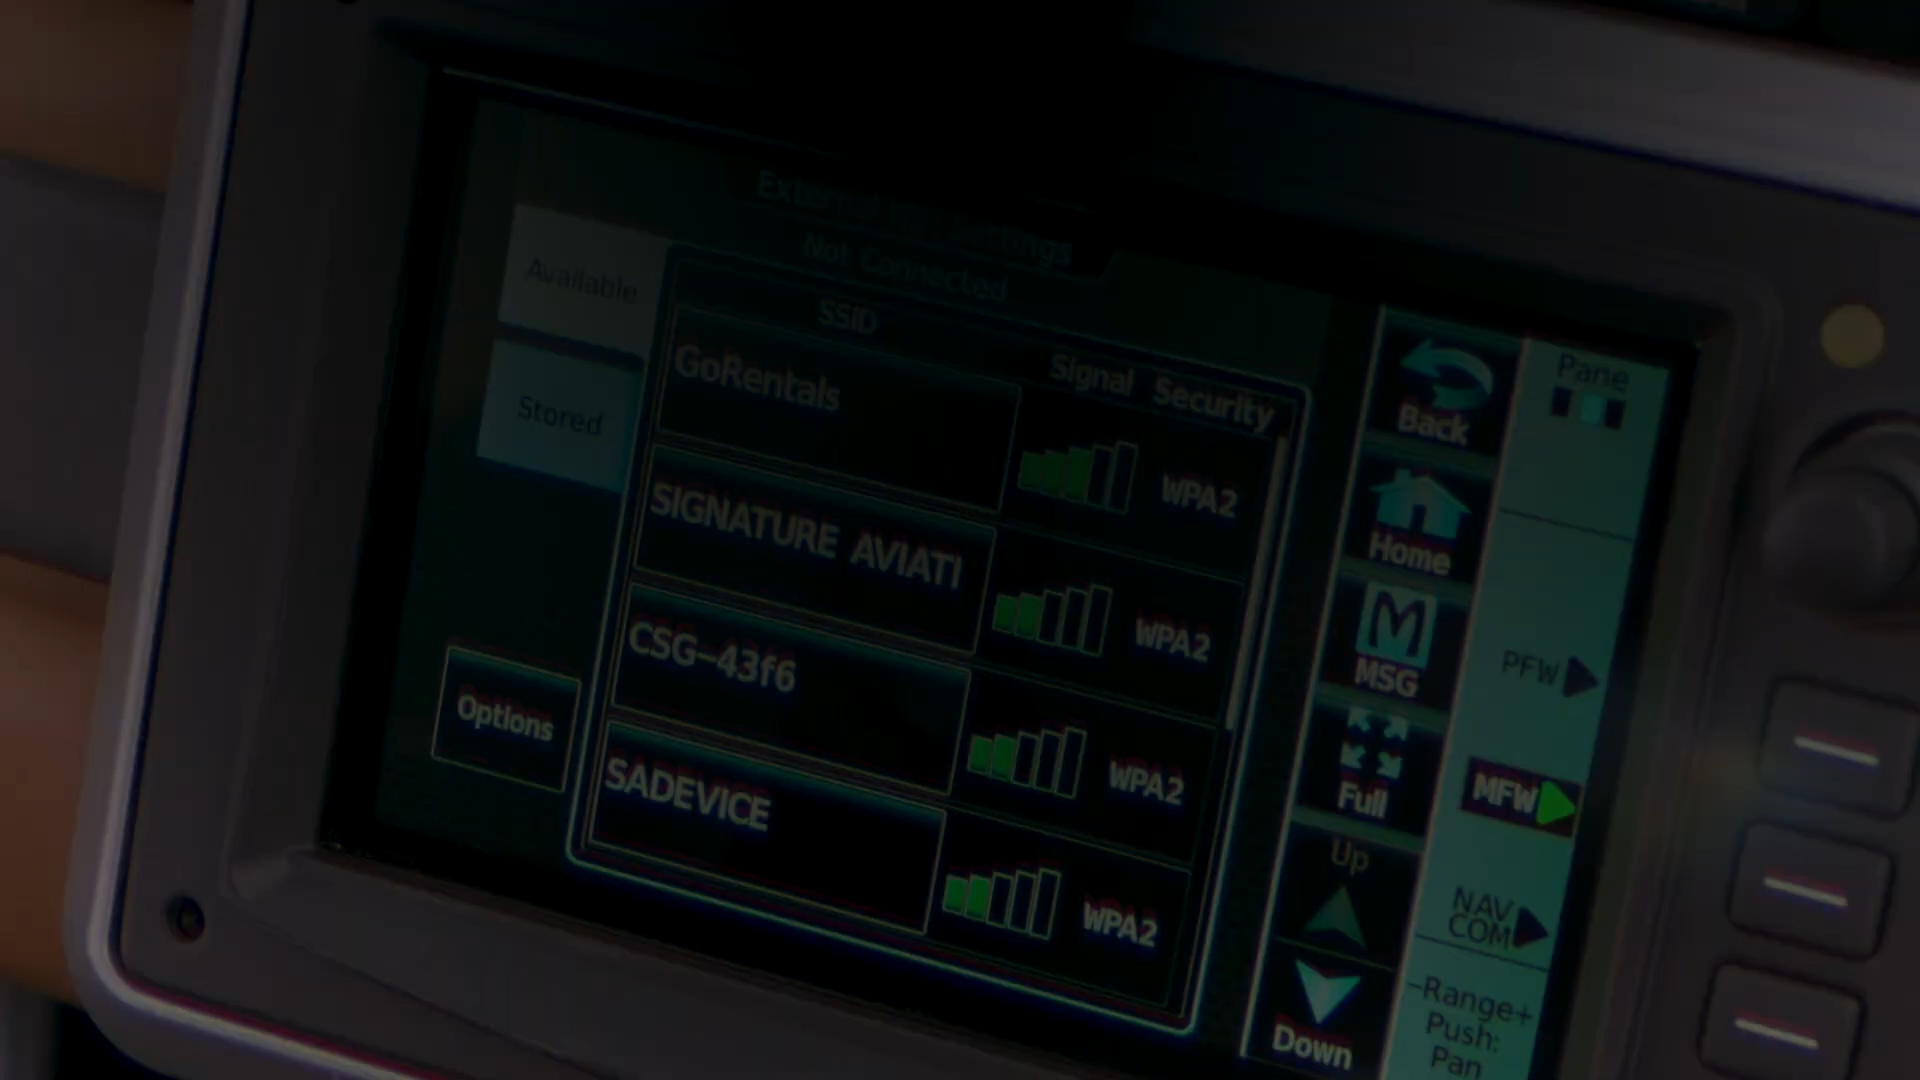 External Settings
Not Connected
Available
Stored
Options
SSID
Signal Security
GoRentals
WPA2
SIGNATURE AVIATI
WPA2
CSG-43f6
WPA2
SADEVICE
WPA2
Back
Home
MSG
Full
Up
Down
Pane
PFW
MFW
NAV
COM
-Range+
Push:
Pan